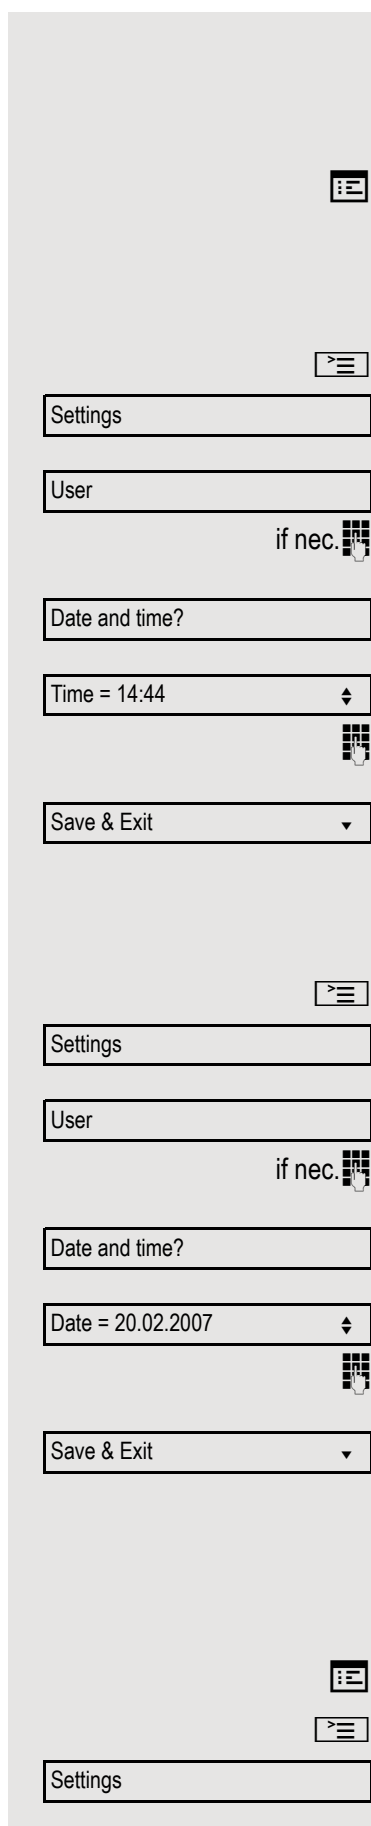 Settings
User
if nec.
Date and time?
Time = 14:44
Save & Exit
Settings
User
if nec.
Date and time?
Date = 20.02.2007
Save & Exit
Settings